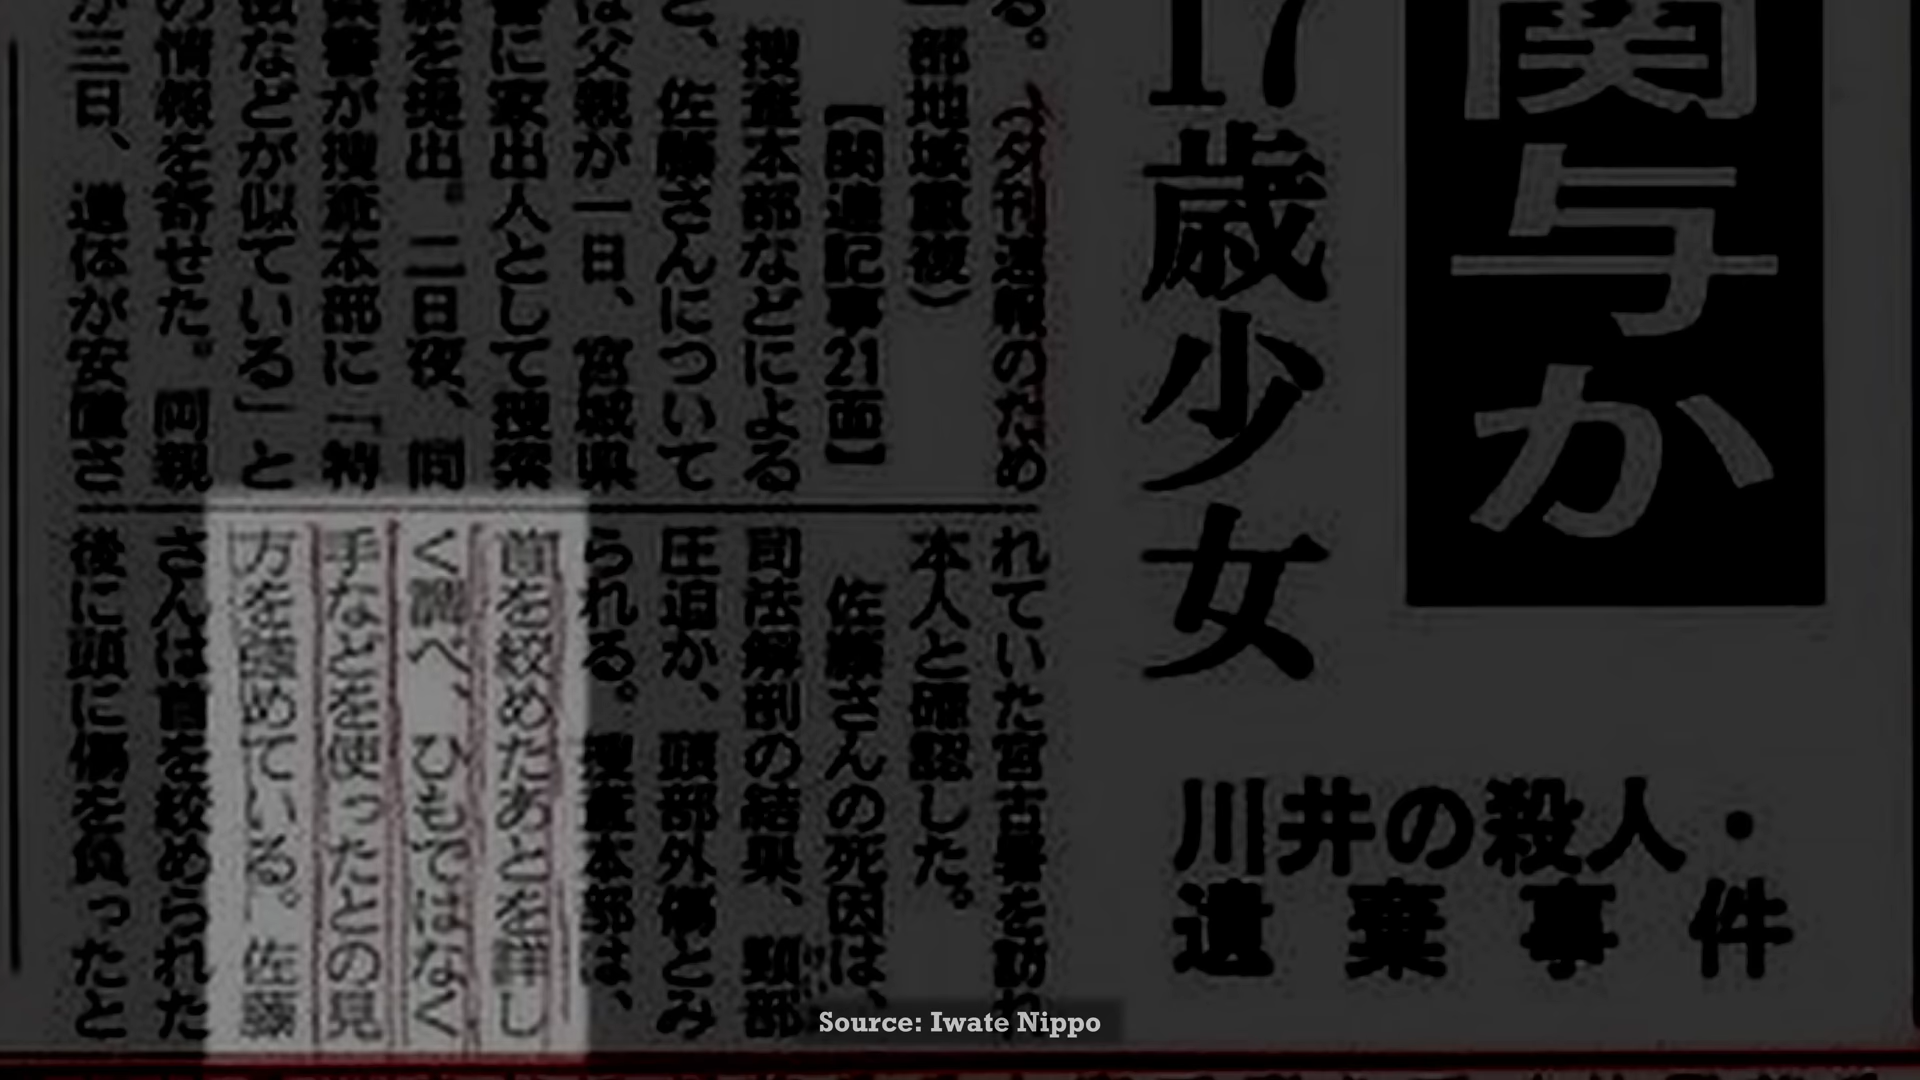 関与か
17歳少女
川井の殺人・
遺棄事件
る。(夕刊速報のため
一部地域重複)
【関連記事21面】
捜査本部などによる
と、佐藤さんについて
は父親が一日、宮城県
警に家出人として捜索
願を提出。二日夜、同
県警が捜査本部に「特
徴などが似ている」と
の情報を寄せた。両親
が三日、遺体が安置さ
れていた宮古署を訪れ
本人と確認した。
佐藤さんの死因は、
司法解剖の結果、頸部
圧迫か、頭部外傷とみ
られる。捜査本部は、
首を絞めたあとを詳し
く調べ、ひもではなく
手などを使ったとの見
方を強めている。佐藤
さんは首を絞められた
後に頭に傷を負ったと
Source: Iwate Nippo